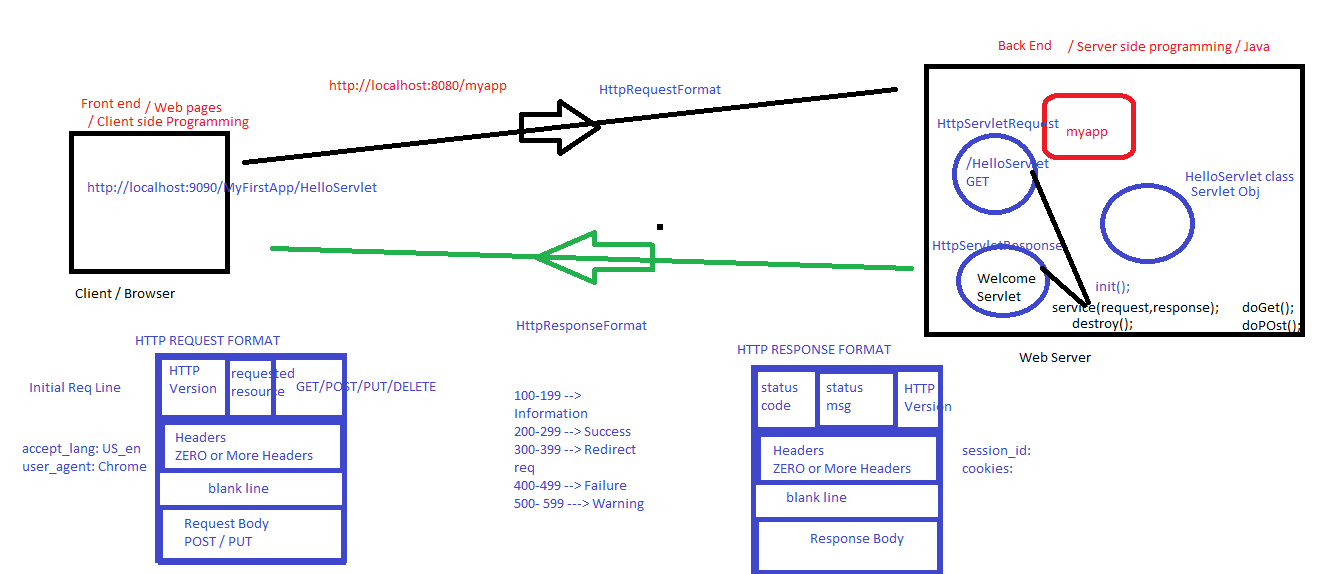 Back End / Server side programming / Java
http://localhost:8080/myapp
HttpRequestFormat
Front end / Web pages
/ Client side Programming
http://localhost:9090/MyFirstApp/HelloServlet
Client / Browser
HttpServletRequest
myapp
/HelloServlet
GET
HelloServlet class
Servlet Obj
HttpServletResponse
Welcome
Servlet
init();
service(request,response);
destroy();
doGet();
doPOst();
Web Server
HttpResponseFormat
HTTP REQUEST FORMAT
Initial Req Line
HTTP
Version
requested
resource
GET/POST/PUT/DELETE
accept_lang: US_en
user_agent: Chrome
Headers
ZERO or More Headers
blank line
Request Body
POST / PUT
100-199 -->
Information
200-299 --> Success
300-399 --> Redirect
req
400-499 --> Failure
500- 599 ---> Warning
HTTP RESPONSE FORMAT
status
code
status
msg
HTTP
Version
Headers
ZERO or More Headers
session_id:
cookies:
blank line
Response Body